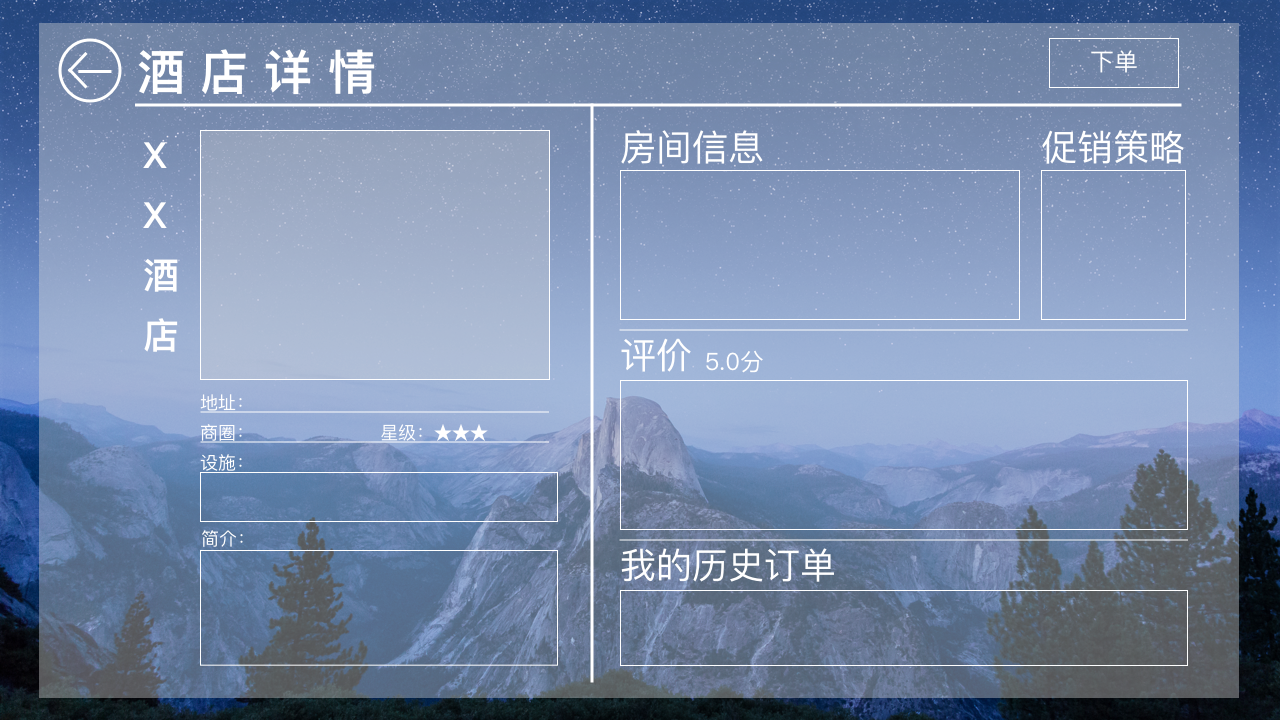 酒店详情
下单
X
X
酒
店
地址：
商圈：
星级：★★★
设施：
简介：
房间信息
促销策略
评价 5.0分
我的历史订单